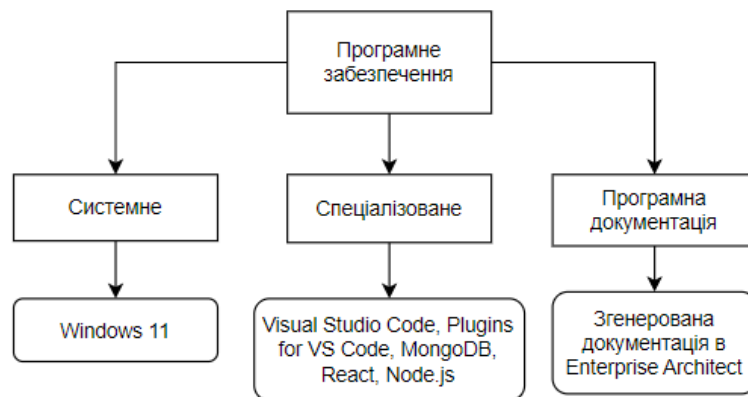 Програмне
забезпечення
Системне
Спеціалізоване
Програмна
документація
Windows 11
Visual Studio Code, Plugins
for VS Code, MongoDB,
React, Node.js
Згенерована
документація в
Enterprise Architect